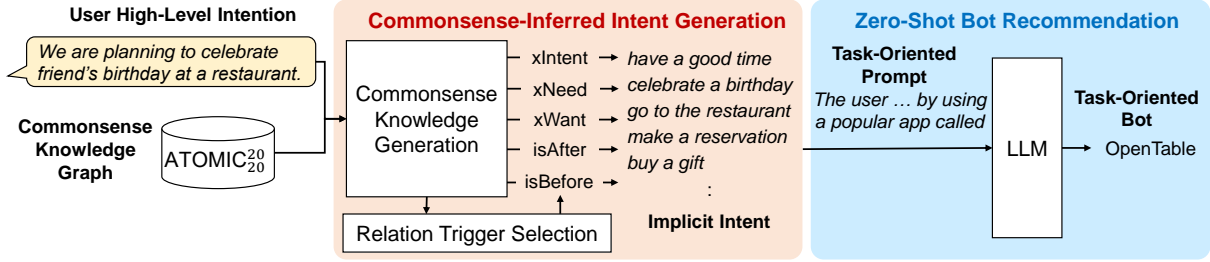 User High-Level Intention
We are planning to celebrate
friend's birthday at a restaurant.
Commonsense
Knowledge
Graph
ATOMIC^{20}_{20}
Commonsense-Inferred Intent Generation
Commonsense
Knowledge
Generation
xIntent
xNeed
xWant
isAfter
isBefore
Relation Trigger Selection
have a good time
celebrate a birthday
go to the restaurant
make a reservation
buy a gift
:
Implicit Intent
Zero-Shot Bot Recommendation
Task-Oriented
Prompt
The user … by using
a popular app called
LLM
Task-Oriented
Bot
OpenTable